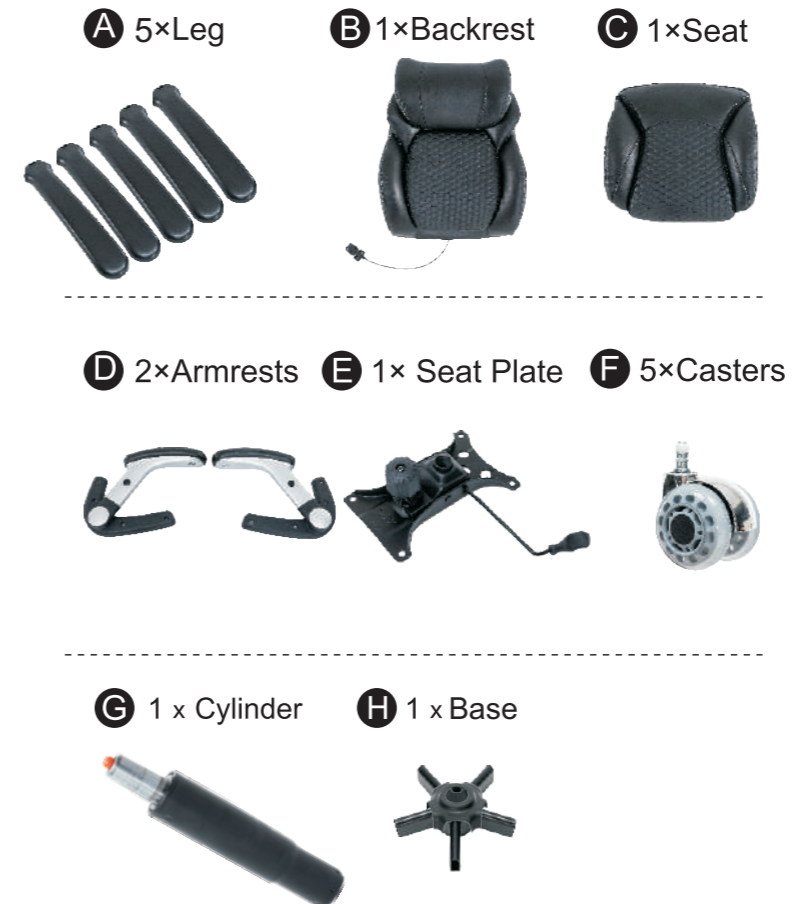 A 5×Leg
B 1×Backrest
C 1×Seat
D 2×Armrests
E 1× Seat Plate
F 5×Casters
G 1 x Cylinder
H 1 x Base